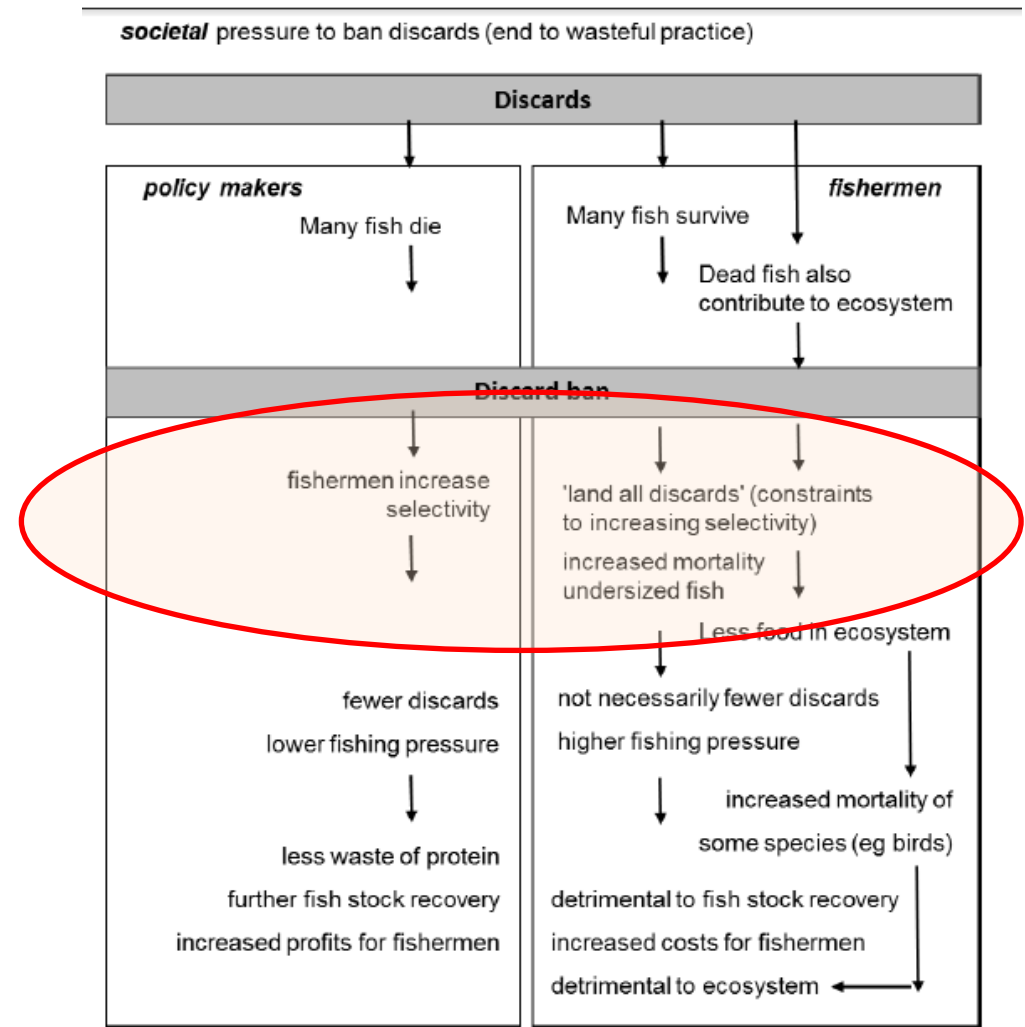 societal pressure to ban discards (end to wasteful practice)
Discards
policy makers
Many fish die
fishermen
Many fish survive
Dead fish also
contribute to ecosystem
Discard ban
fishermen increase
selectivity
fewer discards
lower fishing pressure
less waste of protein
further fish stock recovery
increased profits for fishermen
'land all discards' (constraints
to increasing selectivity)
increased mortality
undersized fish
Less food in ecosystem
not necessarily fewer discards
higher fishing pressure
increased mortality of
some species (eg birds)
detrimental to fish stock recovery
increased costs for fishermen
detrimental to ecosystem